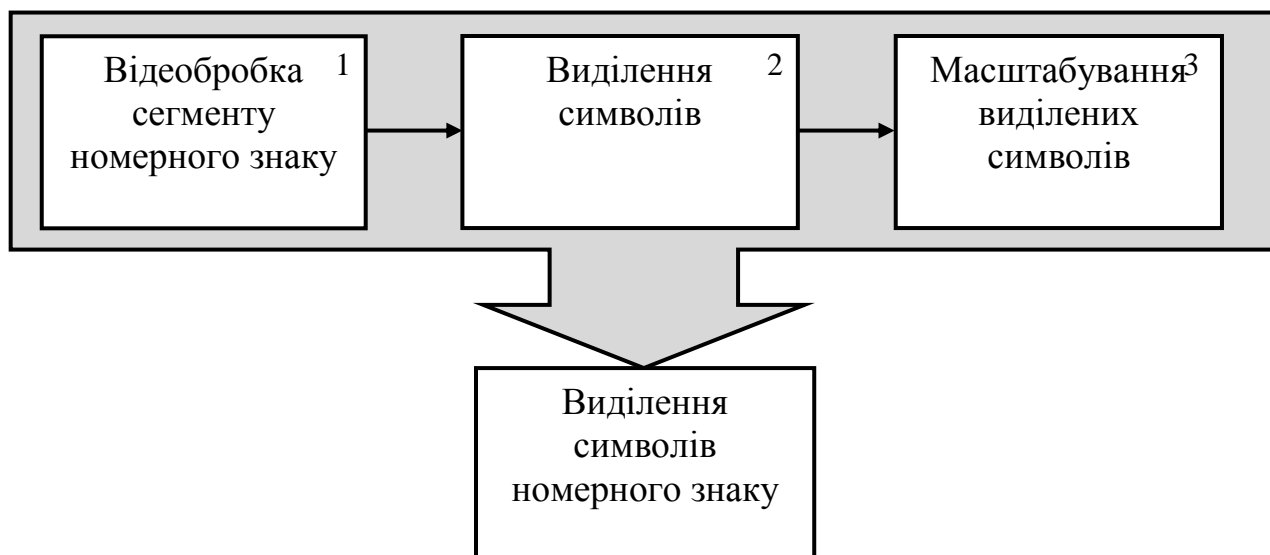 Відеобробка 1
сегменту
номерного знаку
Виділення 2
символів
Масштабування 3
виділених
символів
Виділення
символів
номерного знаку